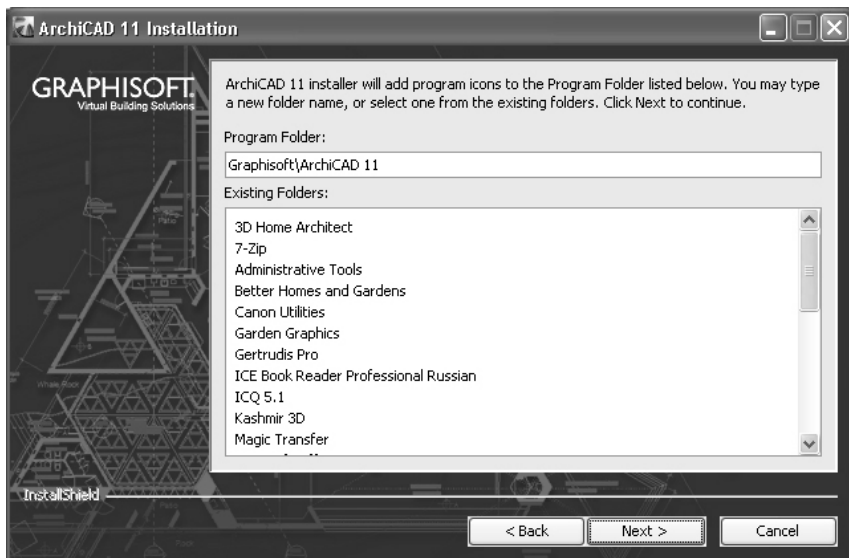 ArchiCAD 11 Installation
GRAPHISOFT.
Virtual Building Solutions
ArchiCAD 11 installer will add program icons to the Program Folder listed below. You may type
a new folder name, or select one from the existing folders. Click Next to continue.
Program Folder:
Graphisoft\ArchiCAD 11
Existing Folders:
3D Home Architect
7-Zip
Administrative Tools
Better Homes and Gardens
Canon Utilities
Garden Graphics
Gertrudis Pro
ICE Book Reader Professional Russian
ICQ 5.1
Kashmir 3D
Magic Transfer
Patio
Whale Rock
InstallShield
< Back
Next >
Cancel